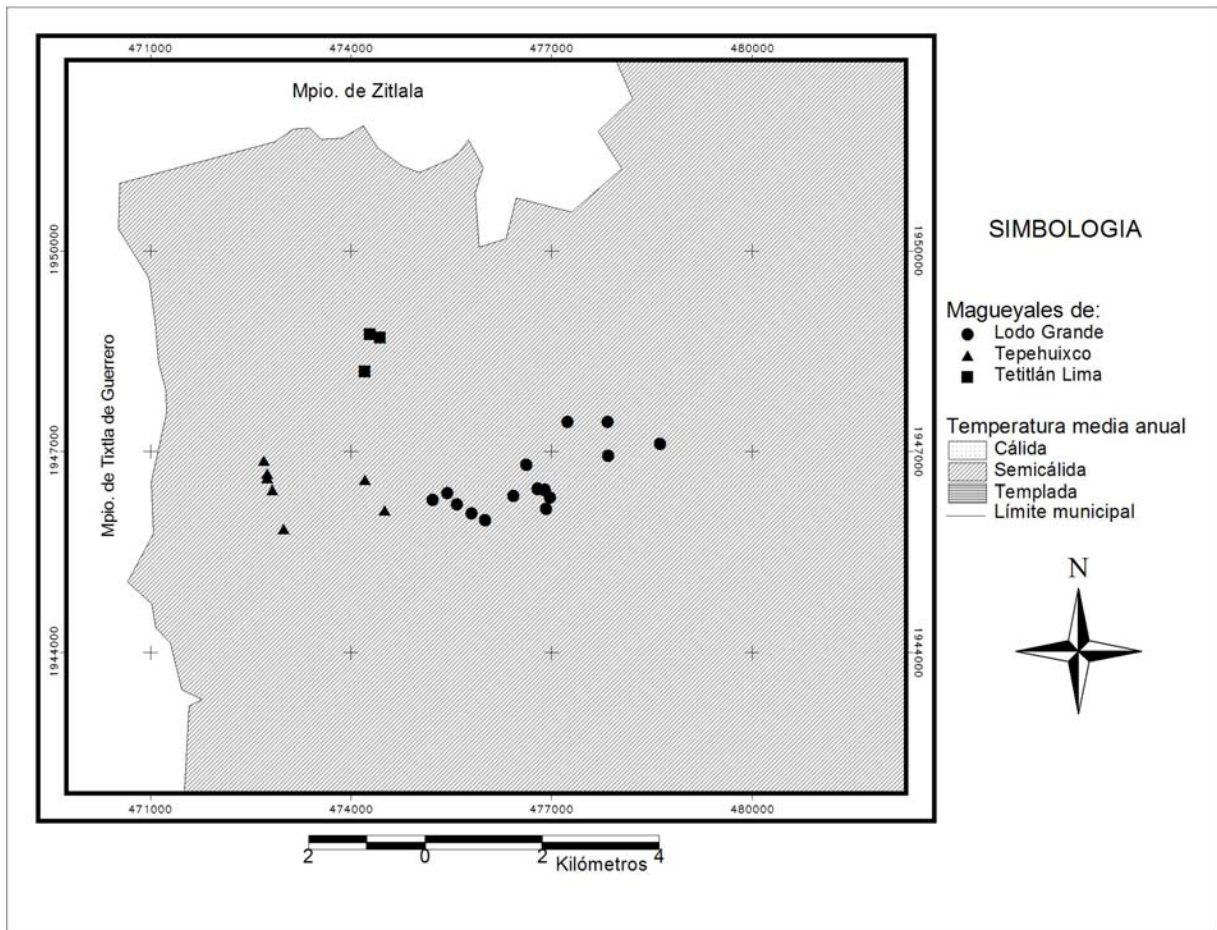 471000 474000 477000 480000
Mpio. de Zitlala
1950000
1950000
SIMBOLOGIA
Magueyales de:
Lodo Grande
Tepehuixco
Tetitlán Lima
Mpio. de Tixtla de Guerrero
Temperatura media anual
Cálida
Semicálida
Templada
Límite municipal
1947000
1947000
N
1944000
1944000
471000 474000 477000 480000
2 0 2 4
Kilómetros